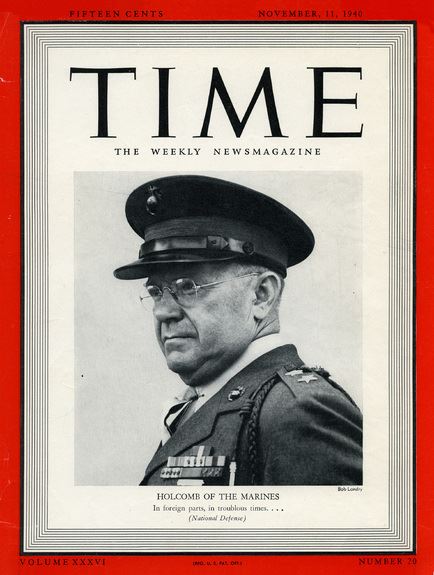 FIFTEEN CENTS NOVEMBER, 11, 1940
TIME
THE WEEKLY NEWSMAGAZINE
Bob Landry
HOLCOMB OF THE MARINES
In foreign parts, in troublous times. . . .
(National Defense)
VOLUME XXXVI (REG. U. S. PAT. OFF.) NUMBER 20